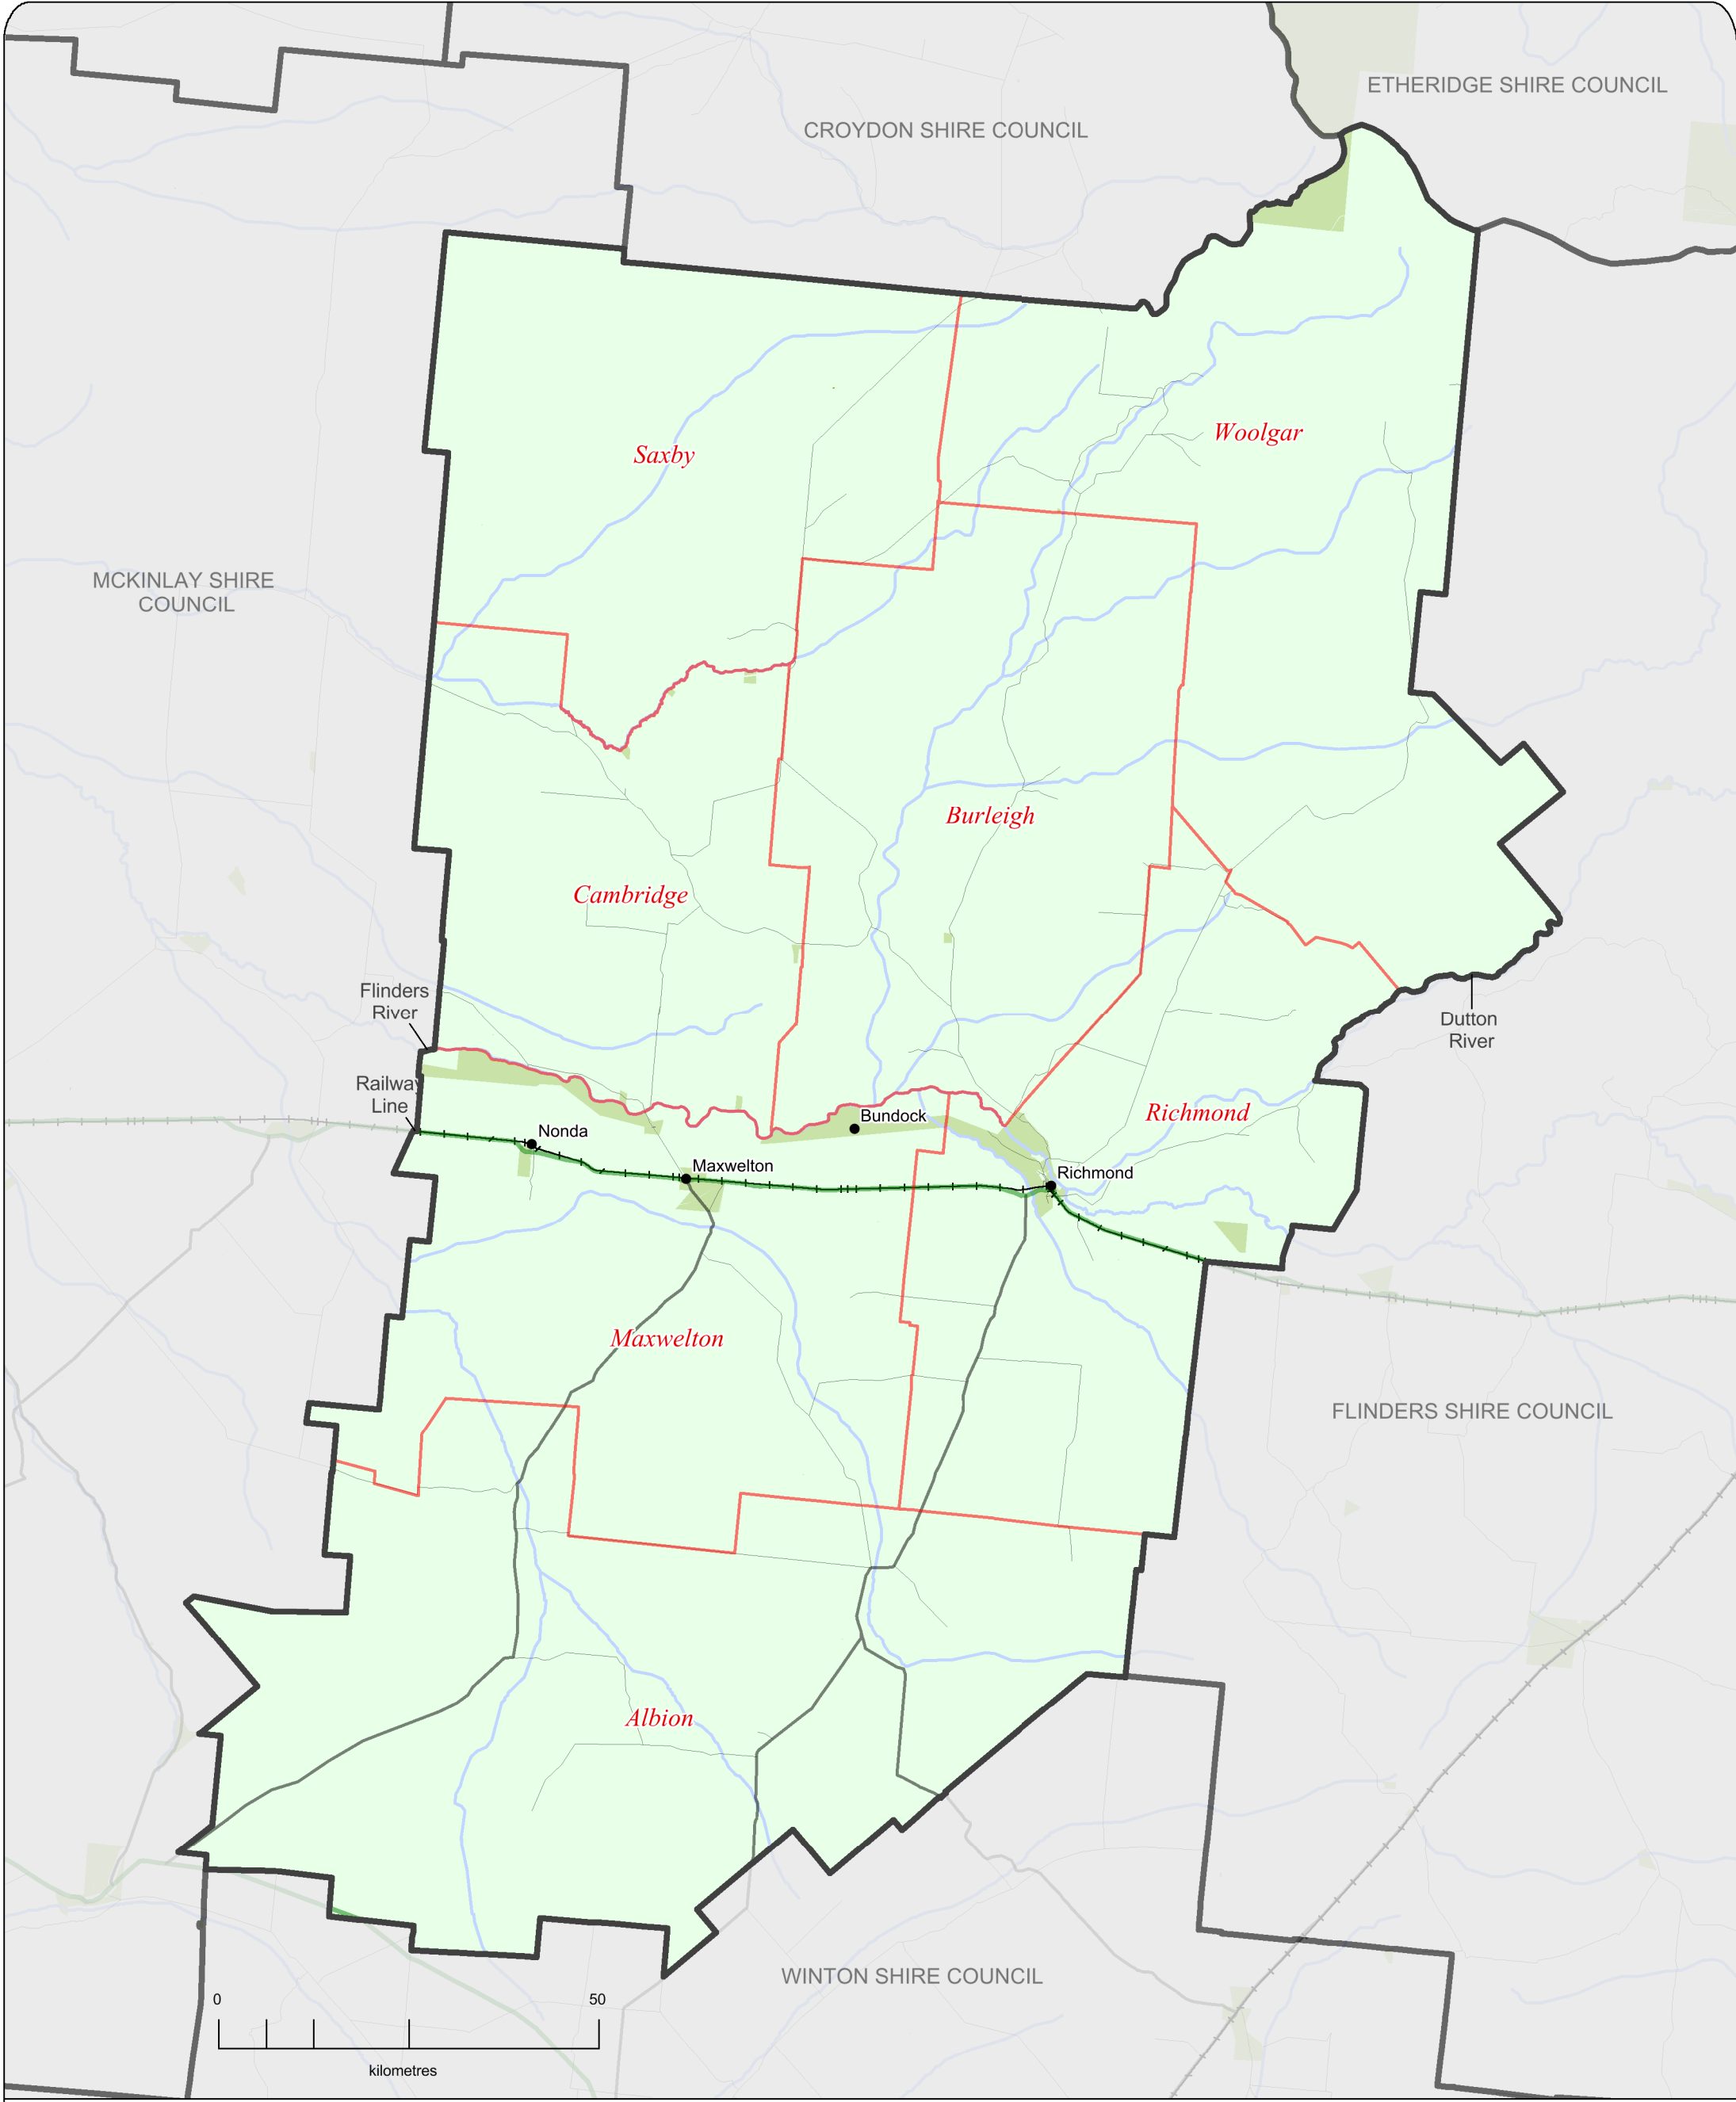 ETHERIDGE SHIRE COUNCIL
CROYDON SHIRE COUNCIL
Woolgar
Saxby
MCKINLAY SHIRE
COUNCIL
Burleigh
Cambridge
Flinders
River
Dutton
River
Railway
Line
Bundock
Richmond
Nonda
Maxwelton
Richmond
Maxwelton
FLINDERS SHIRE COUNCIL
Albion
WINTON SHIRE COUNCIL
0
50
kilometres